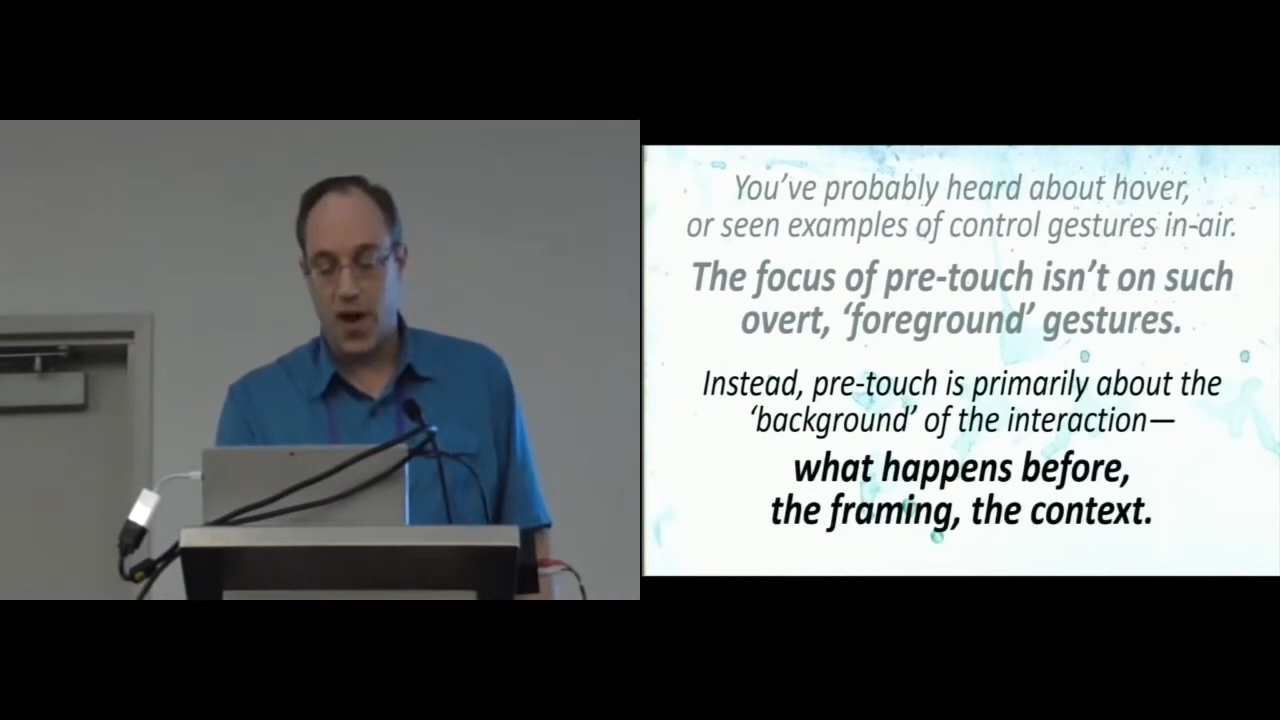 You've probably heard about hover,
or seen examples of control gestures in-air.
The focus of pre-touch isn't on such
overt, ‘foreground’ gestures.
Instead, pre-touch is primarily about the
‘background’ of the interaction—
what happens before,
the framing, the context.